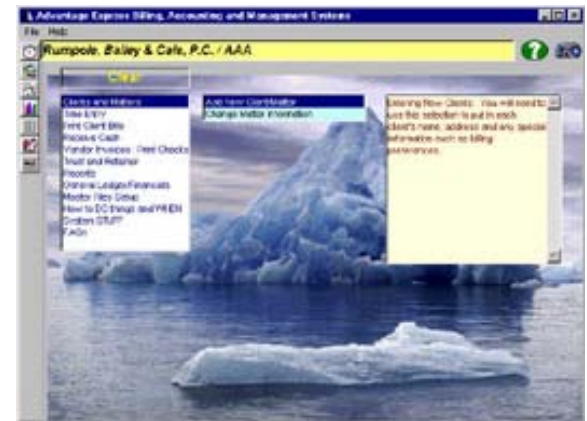 Advantage Express Billing, Accounting and Management Systems
File Help
Rumpole, Bailey & Cafe, P.C. / AAA
Clear
Clients and Matters
Time Entry
Print Client Bills
Receive Cash
Vendor Invoices : Print Checks
Trust and Retainer
Reports
General Ledger/Financials
Master Files Setup
How to DO things and WHEN
System STUFF
FAQs
Add New Client/Matter
Change Matter Information
Entering New Clients: You will need to
use this selection to put in each
client's name, address and any special
information such as billing
preferences.